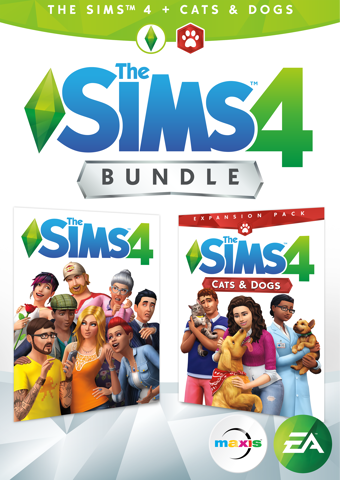 THE SIMS™ 4 + CATS & DOGS
The
SIMS™ 4
BUNDLE
The
SIMS 4
EXPANSION PACK
The
SIMS 4
CATS & DOGS
maxis
EA